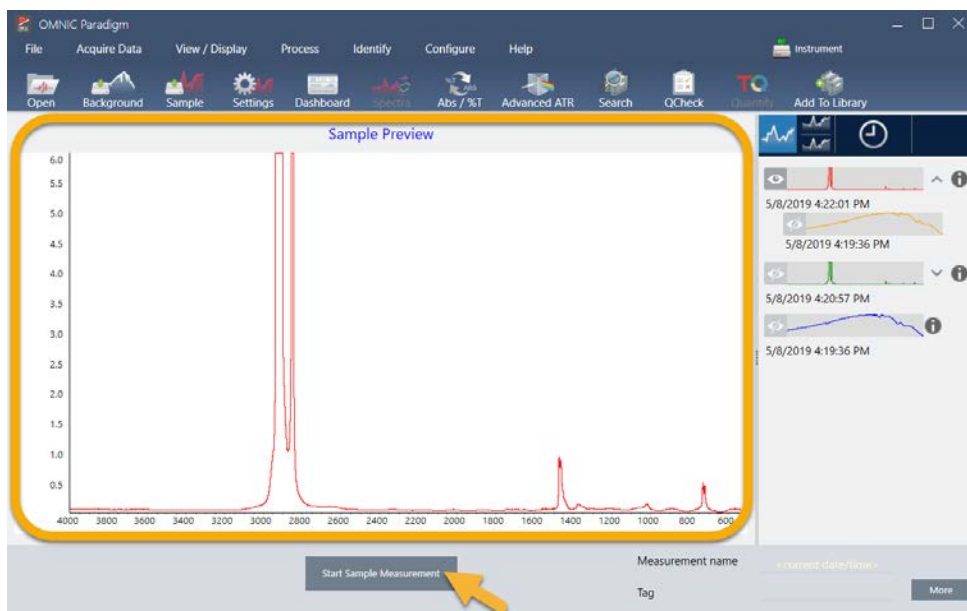 OMNIC Paradigm
File Acquire Data View / Display Process Identify Configure Help Instrument
Open Background Sample Settings Dashboard Spectra Abs / %T Advanced ATR Search QCheck Quantify Add To Library
Sample Preview
6.0
5.5
5.0
4.5
4.0
3.5
3.0
2.5
2.0
1.5
1.0
0.5
4000 3800 3600 3400 3200 3000 2800 2600 2400 2200 2000 1800 1600 1400 1200 1000 800 600
5/8/2019 4:22:01 PM
5/8/2019 4:19:36 PM
5/8/2019 4:20:57 PM
5/8/2019 4:19:36 PM
Start Sample Measurement
Measurement name <current date/time>
Tag
More